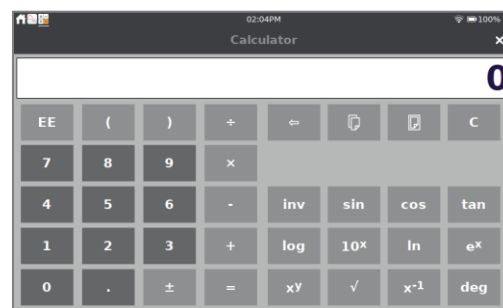 02:04PM 100%
Calculator ×
0
EE ( ) ÷ ⇦ C
7 8 9 ×
4 5 6 - inv sin cos tan
1 2 3 + log 10ˣ ln eˣ
0 . ± = xʸ √ x⁻¹ deg